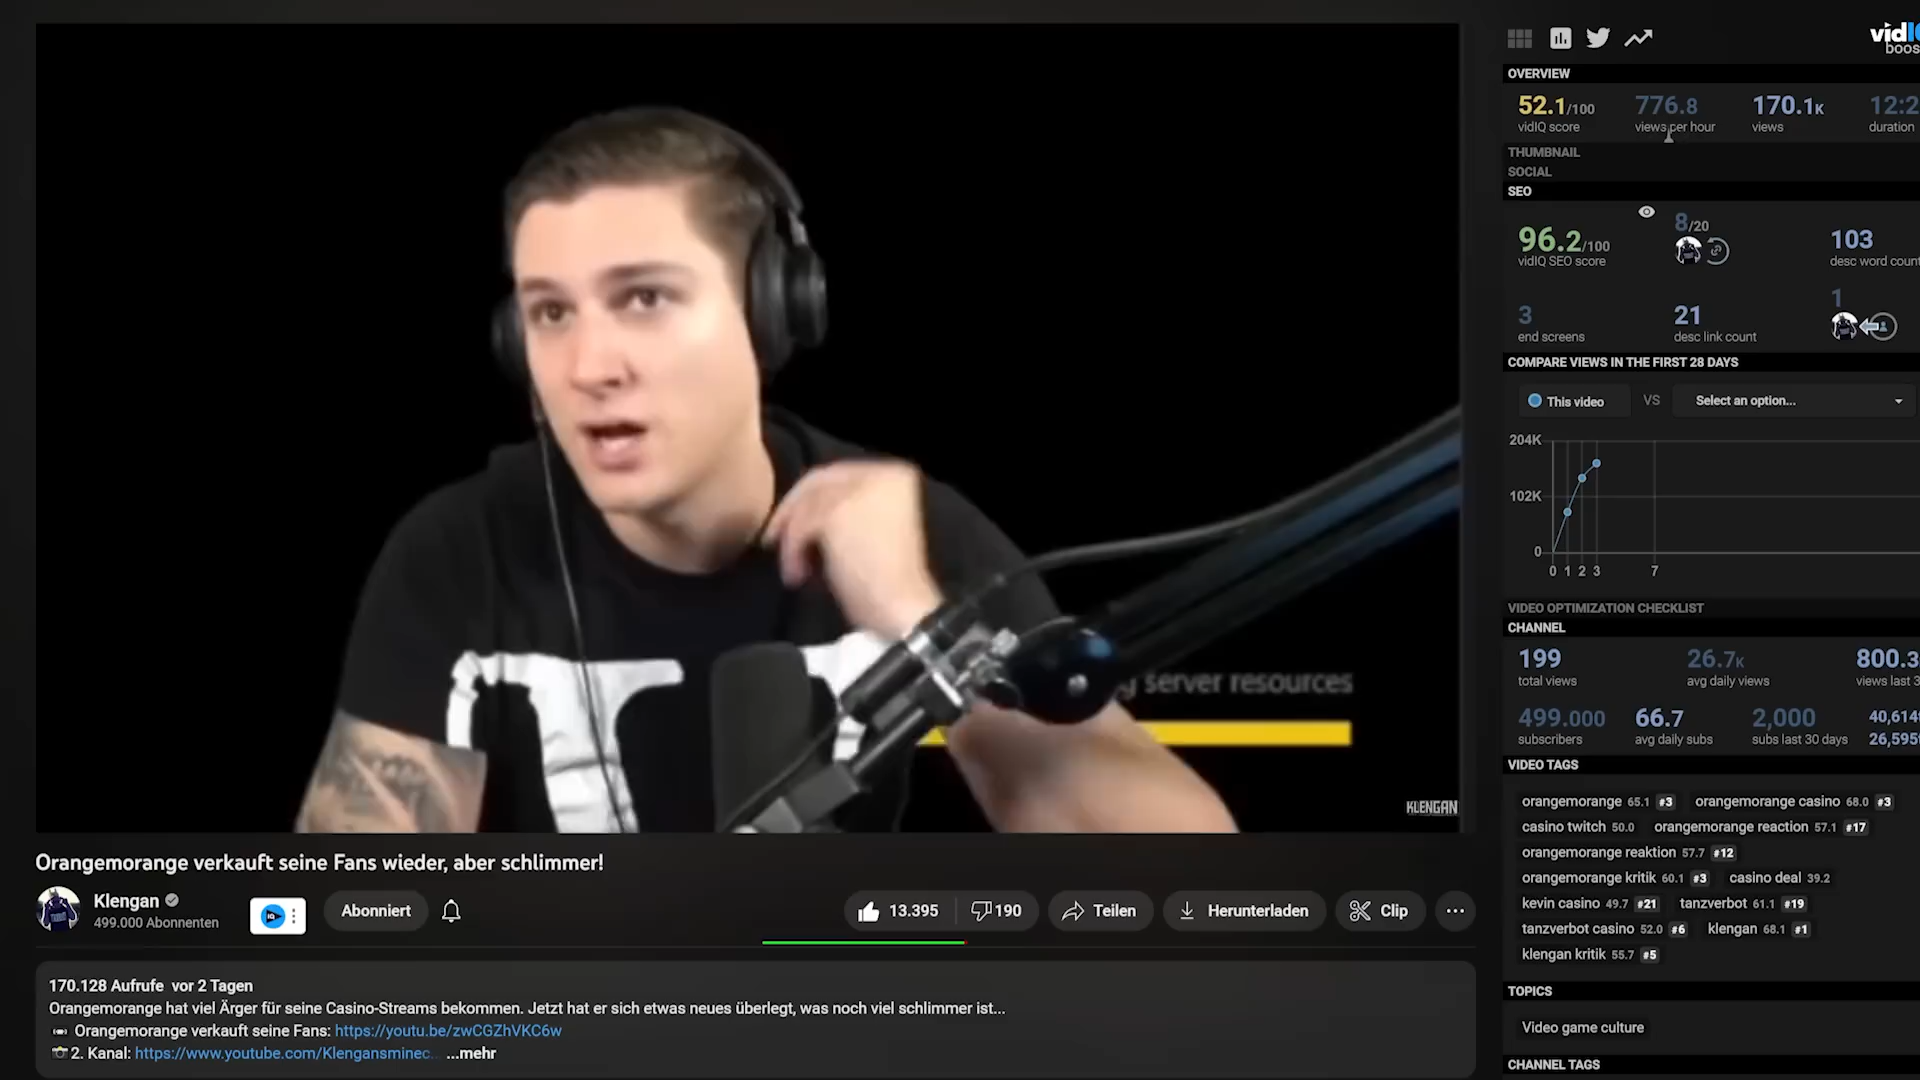 server resources
KLENGAN
Orangemorange verkauft seine Fans wieder, aber schlimmer!
Klengan
499.000 Abonnenten
Abonniert
13.395
190
Teilen
Herunterladen
Clip
170.128 Aufrufe vor 2 Tagen
Orangemorange hat viel Ärger für seine Casino-Streams bekommen. Jetzt hat er sich etwas neues überlegt, was noch viel schlimmer ist...
Orangemorange verkauft seine Fans: https://youtu.be/zwCGZhVKC6w
2. Kanal: https://www.youtube.com/Klengansminec... ...mehr
vidI
boos
OVERVIEW
52.1/100 776.8 170.1K 12:2
vidIQ score views per hour views duration
THUMBNAIL
SOCIAL
SEO
96.2/100 8/20 103
vidIQ SEO score desc word count
3 21 1
end screens desc link count
COMPARE VIEWS IN THE FIRST 28 DAYS
This video VS Select an option...
204K
102K
0
0 1 2 3 7
VIDEO OPTIMIZATION CHECKLIST
CHANNEL
199 26.7K 800.3
total views avg daily views views last 3
499.000 66.7 2,000 40,614
subscribers avg daily subs subs last 30 days 26,595
VIDEO TAGS
orangemorange 65.1 #3 orangemorange casino 68.0 #3
casino twitch 50.0 orangemorange reaction 57.1 #17
orangemorange reaktion 57.7 #12
orangemorange kritik 60.1 #3 casino deal 39.2
kevin casino 49.7 #21 tanzverbot 61.1 #19
tanzverbot casino 52.0 #6 klengan 68.1 #1
klengan kritik 55.7 #5
TOPICS
Video game culture
CHANNEL TAGS